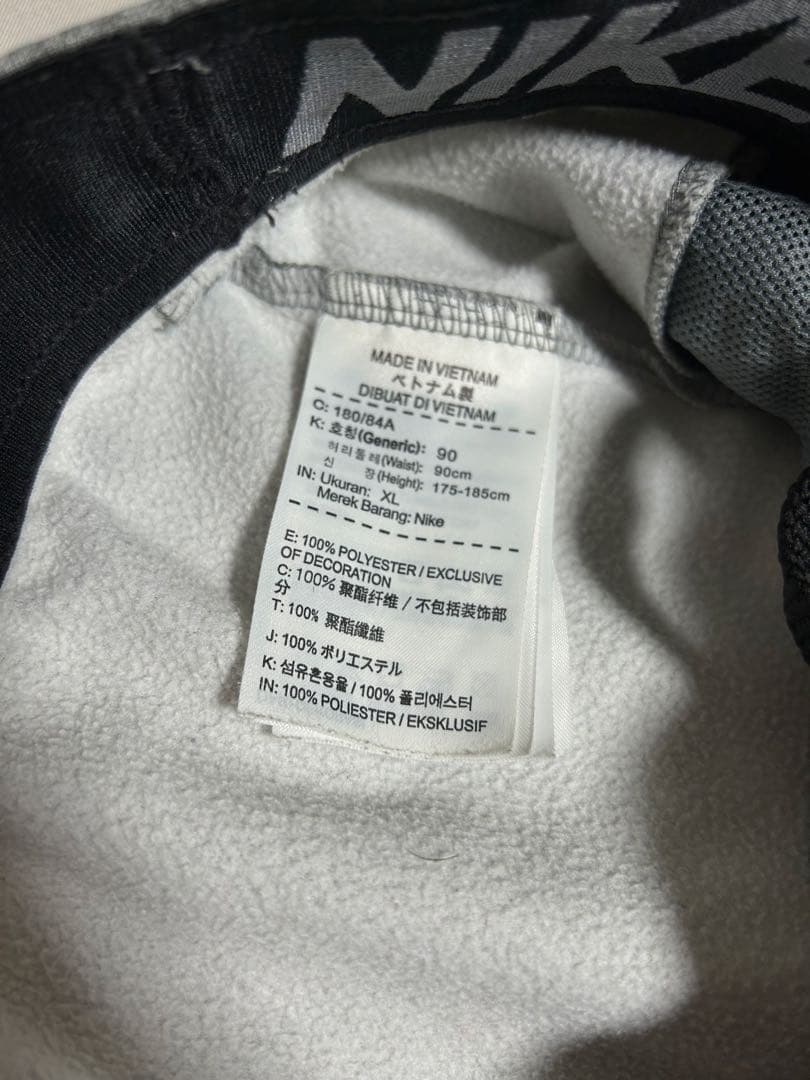 NIKE
MADE IN VIETNAM
ベトナム製
DIBUAT DI VIETNAM
C: 180/84A
K: 호칭(Generic): 90
허리둘레(Waist): 90cm
신 장(Height): 175-185cm
IN: Ukuran: XL
Merek Barang: Nike
E: 100% POLYESTER / EXCLUSIVE
OF DECORATION
C: 100% 聚酯纤维 / 不包括装饰部
分
T: 100% 聚酯纖維
J: 100% ポリエステル
K: 섬유혼용율 / 100% 폴리에스터
IN: 100% POLIESTER / EKSKLUSIF